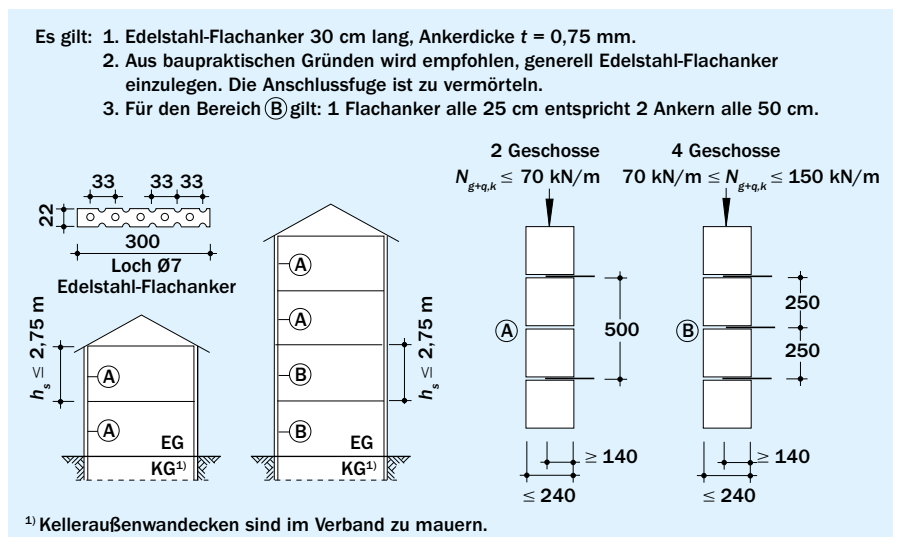 Es gilt: 1. Edelstahl-Flachanker 30 cm lang, Ankerdicke t = 0,75 mm.
2. Aus baupraktischen Gründen wird empfohlen, generell Edelstahl-Flachanker
einzulegen. Die Anschlussfuge ist zu vermörteln.
3. Für den Bereich Ⓑ gilt: 1 Flachanker alle 25 cm entspricht 2 Ankern alle 50 cm.
2 Geschosse
N g+q,k ≤ 70 kN/m
4 Geschosse
70 kN/m ≤ N g+q,k ≤ 150 kN/m
33 33 33
22
300
Loch Ø7
Edelstahl-Flachanker
h s ≤ 2,75 m
Ⓐ
Ⓐ
EG
KG¹⁾
Ⓐ
Ⓐ
Ⓑ
Ⓑ
EG
KG¹⁾
h s ≤ 2,75 m
Ⓐ
500
≥ 140
≤ 240
Ⓑ
250
250
≥ 140
≤ 240
¹⁾ Kelleraußenwandecken sind im Verband zu mauern.